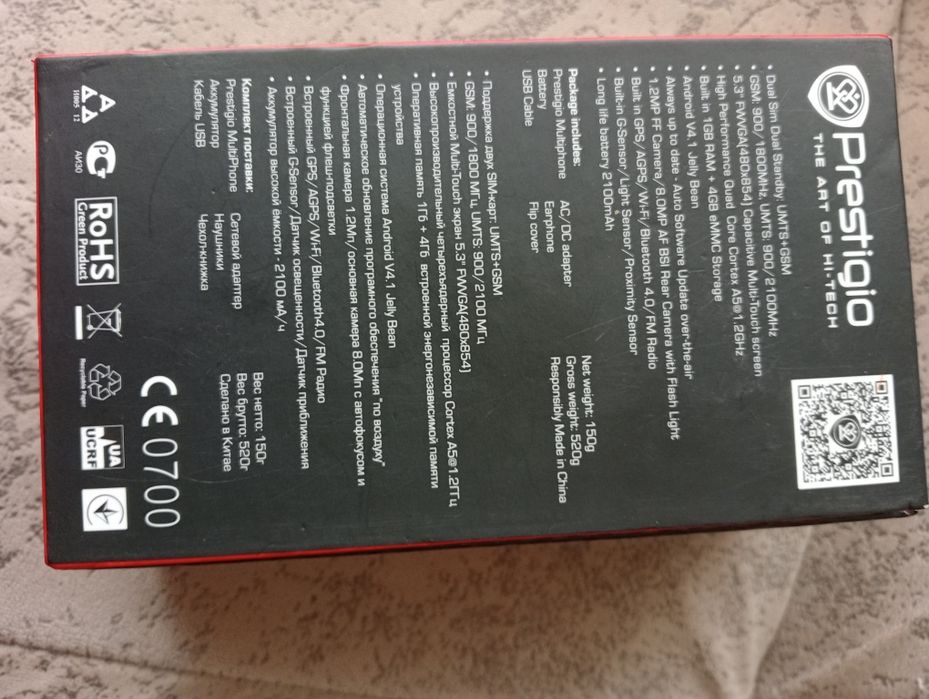 Prestigio
THE ART OF HI-TECH
• Dual Sim Dual Standby: UMTS+GSM
• GSM: 900/1800MHz, UMTS: 900/2100MHz
• 5.3" FWVGA[480x854] Capacitive Multi-Touch screen
• High Performance Quad Core Cortex A5@1.2GHz
• Built in 1GB RAM + 4GB eMMC Storage
• Android V4.1 Jelly Bean
• Always up to date - Auto Software Update over-the-air
• 1.2MP FF Camera/8.0MP AF BSI Rear Camera with Flash Light
• Built in GPS/AGPS/Wi-Fi/Bluetooth 4.0/FM Radio
• Built-in G-Sensor/Light Sensor/Proximity Sensor
• Long life battery 2100mAh
Package includes:
Prestigio Multiphone
Battery
USB Cable
AC/DC adapter
Earphone
Flip cover
Net weight: 150g
Gross weight: 520g
Responsibly Made in China
• Поддержка двух SIM-карт: UMTS+GSM
• GSM: 900/1800 МГц, UMTS: 900/2100 МГц
• Емкостной Multi-Touch экран 5.3" FWVGA[480x854]
• Высокопроизводительный четырехъядерный процессор Cortex A5@1.2ГГц
• Оперативная память 1Гб + 4Гб встроенной энергонезависимой памяти
устройства
• Операционная система Android V4.1 Jelly Bean
• Автоматическое обновление програмного обеспечения "по воздуху"
• Фронтальная камера 1.2Мп/основная камера 8.0Мп с автофокусом и
функцией флеш-подсветки
• Встроенный GPS/AGPS/Wi-Fi/Bluetooth4.0/FM Радио
• Встроенный G-Sensor/Датчик освещенности/Датчик приближения
• Аккумулятор высокой ёмкости - 2100 мА/ч
Комплект поставки:
Prestigio MultiPhone
Аккумулятор
Кабель USB
Сетевой адаптер
Наушники
Чехол-книжка
Вес нетто: 150г
Вес брутто: 520г
Сделано в Китае
CE0700
H005 12
АИ30
RoHS
Green Product
Recyclable Paper
UA
UCRF